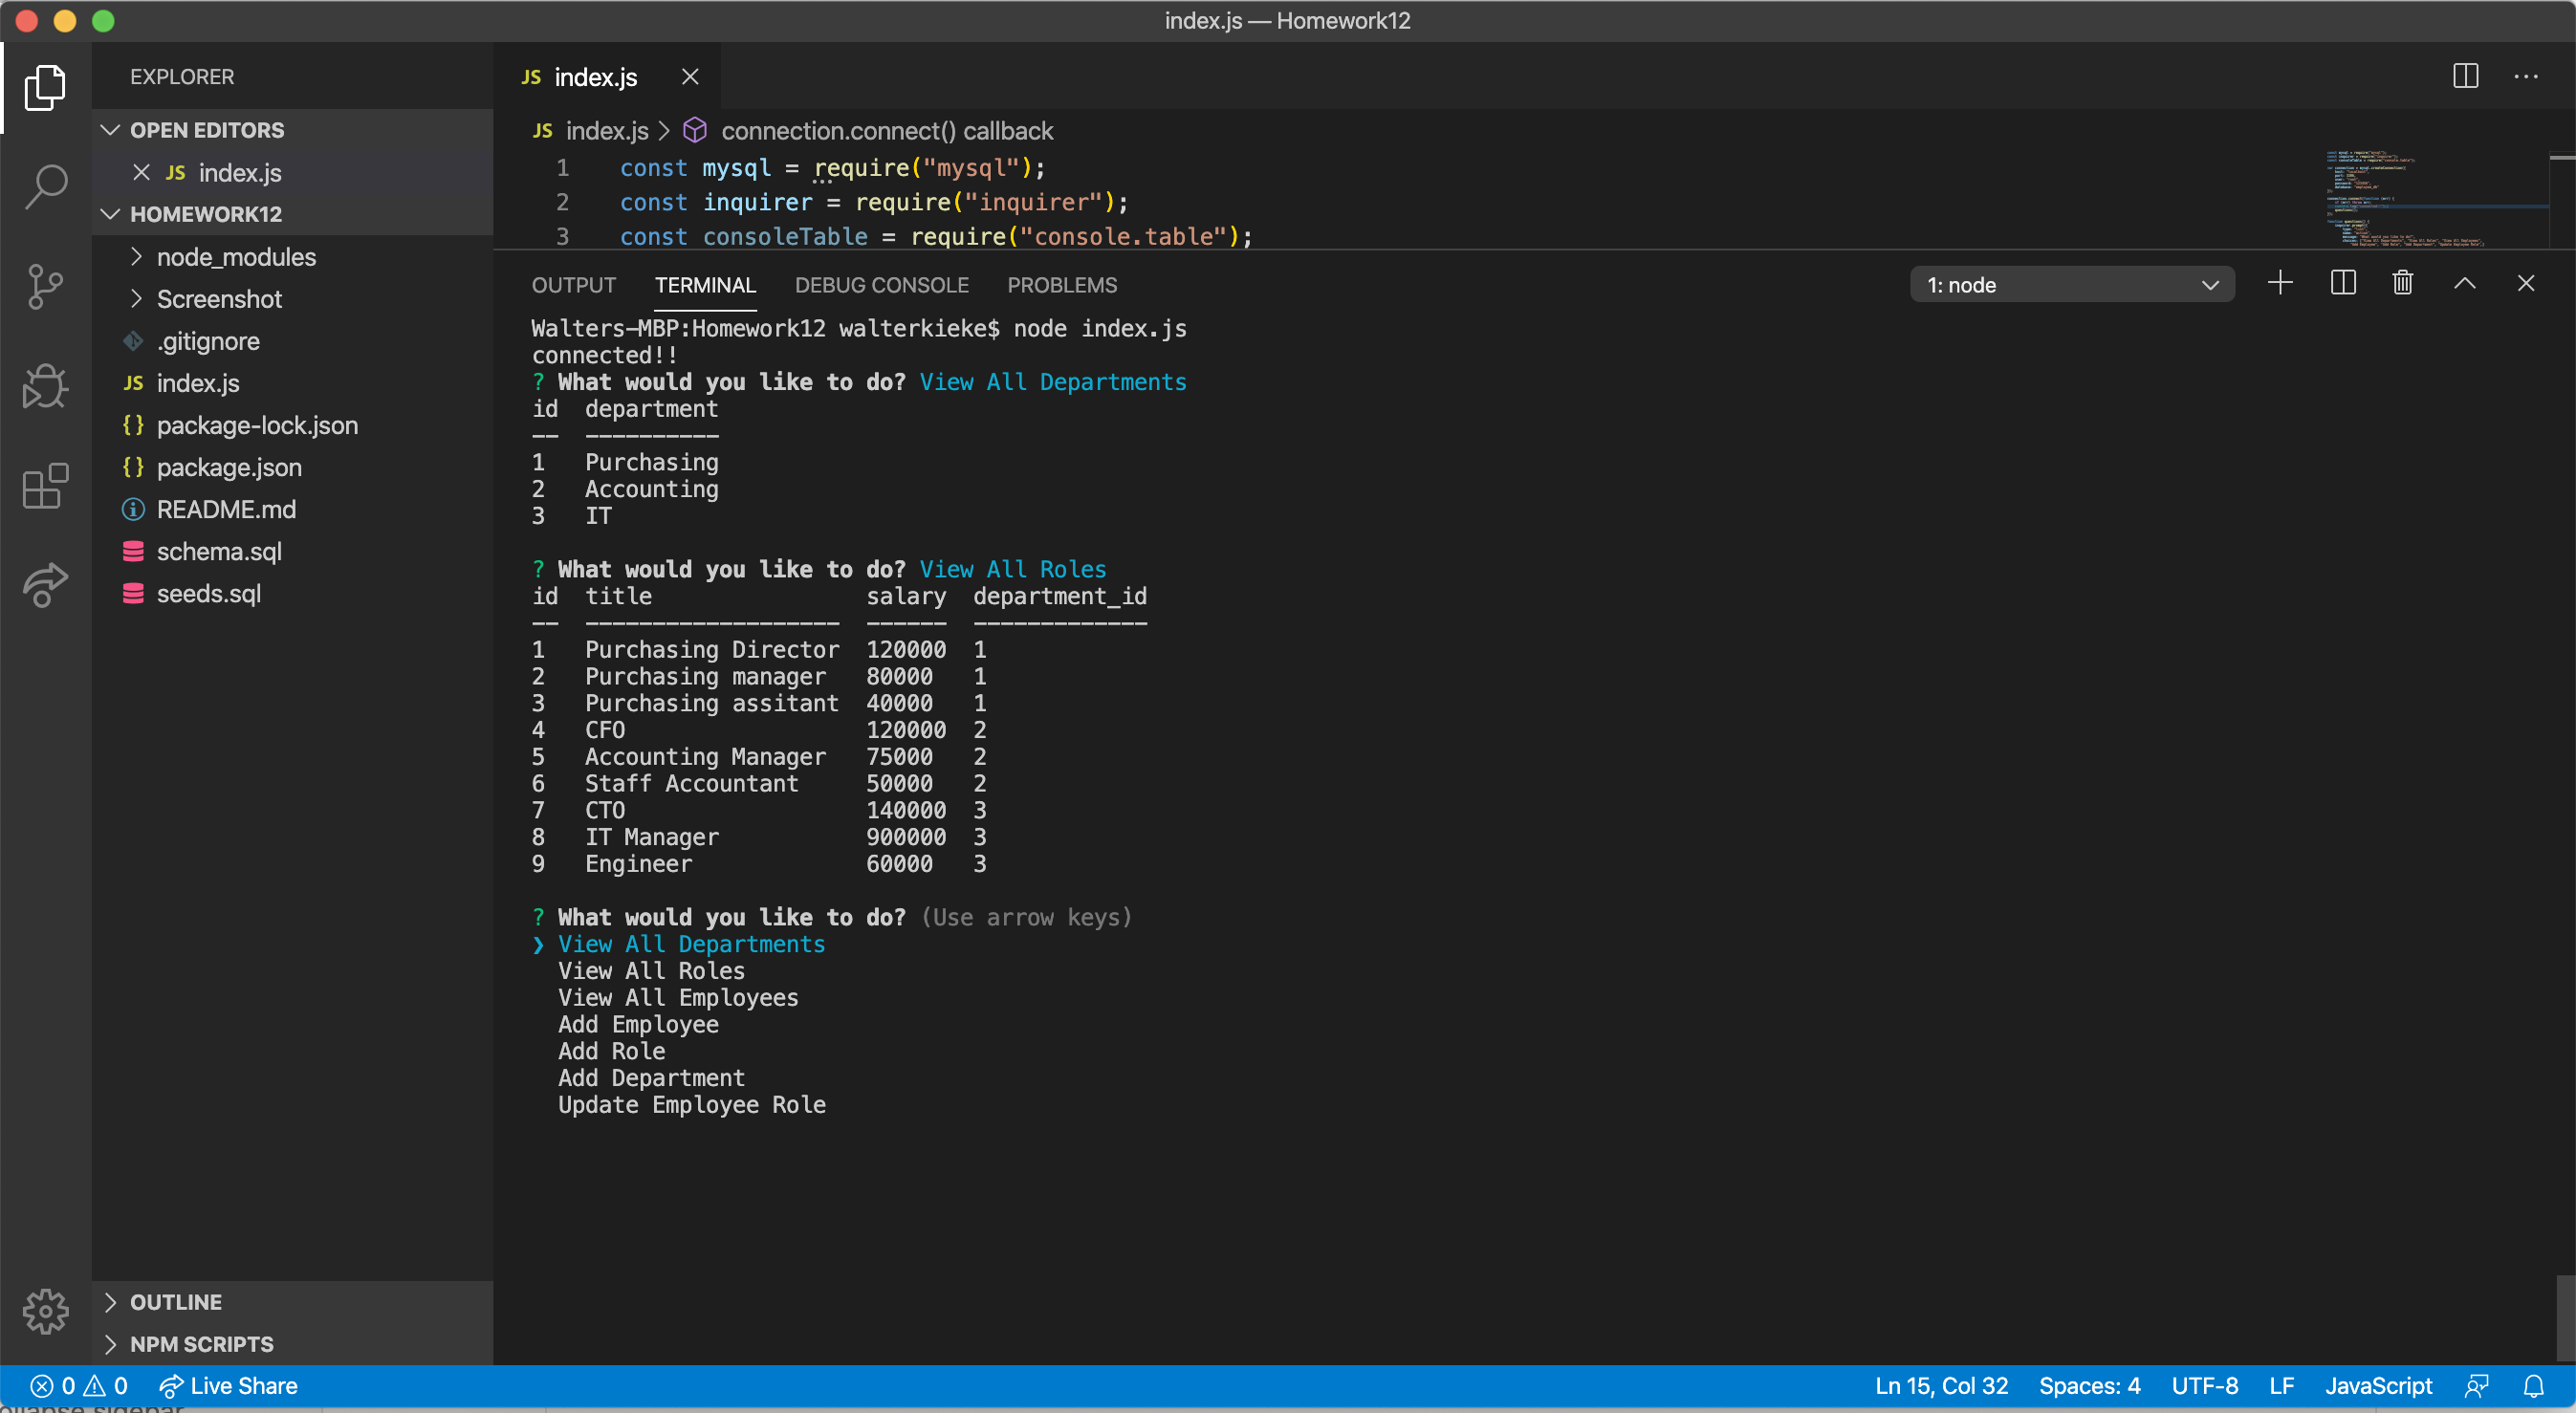 index.js — Homework12
EXPLORER
OPEN EDITORS
JS index.js
HOMEWORK12
node_modules
Screenshot
.gitignore
JS index.js
{} package-lock.json
{} package.json
README.md
schema.sql
seeds.sql
OUTLINE
NPM SCRIPTS
JS index.js
JS index.js > connection.connect() callback
1 const mysql = require("mysql");
2 const inquirer = require("inquirer");
3 const consoleTable = require("console.table");
OUTPUT TERMINAL DEBUG CONSOLE PROBLEMS
1: node
Walters-MBP:Homework12 walterkieke$ node index.js
connected!!
? What would you like to do? View All Departments
id department
-- ----------
1 Purchasing
2 Accounting
3 IT
? What would you like to do? View All Roles
id title salary department_id
-- ------------------- ------ -------------
1 Purchasing Director 120000 1
2 Purchasing manager 80000 1
3 Purchasing assitant 40000 1
4 CFO 120000 2
5 Accounting Manager 75000 2
6 Staff Accountant 50000 2
7 CTO 140000 3
8 IT Manager 900000 3
9 Engineer 60000 3
? What would you like to do? (Use arrow keys)
❯ View All Departments
View All Roles
View All Employees
Add Employee
Add Role
Add Department
Update Employee Role
0 0 Live Share
Ln 15, Col 32 Spaces: 4 UTF-8 LF JavaScript